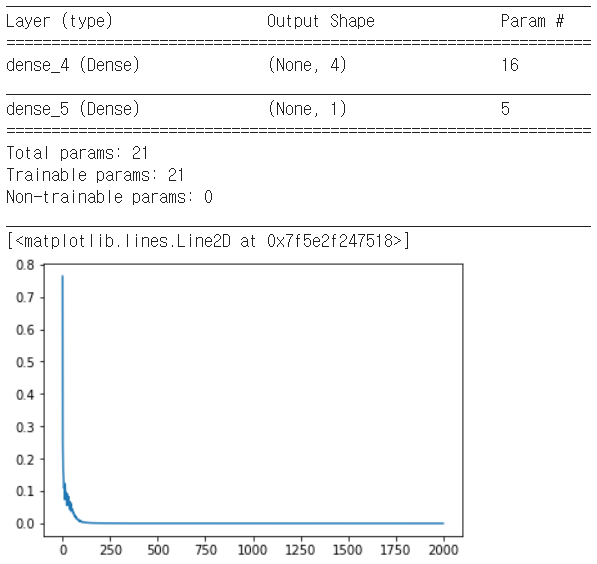 Layer (type) Output Shape Param #
=================================================================
dense_4 (Dense) (None, 4) 16
_________________________________________________________________
dense_5 (Dense) (None, 1) 5
=================================================================
Total params: 21
Trainable params: 21
Non-trainable params: 0
_________________________________________________________________
[<matplotlib.lines.Line2D at 0x7f5e2f247518>]
0.8
0.7
0.6
0.5
0.4
0.3
0.2
0.1
0.0
0 250 500 750 1000 1250 1500 1750 2000